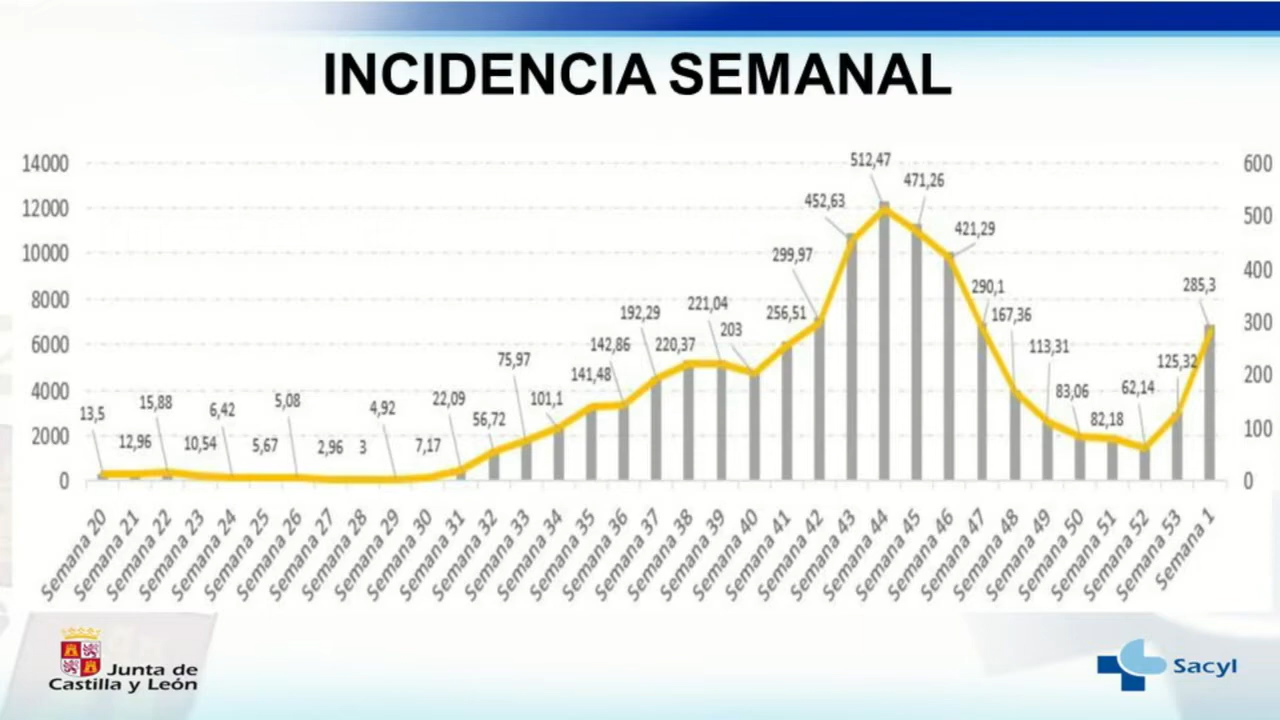 INCIDENCIA SEMANAL
14000
12000
10000
8000
6000
4000
2000
0
600
500
400
300
200
100
0
13,5
12,96
15,88
10,54
6,42
5,67
5,08
2,96
3
4,92
7,17
22,09
56,72
75,97
101,1
141,48
142,86
192,29
220,37
221,04
203
256,51
299,97
452,63
512,47
471,26
421,29
290,1
167,36
113,31
83,06
82,18
62,14
125,32
285,3
Semana 20
Semana 21
Semana 22
Semana 23
Semana 24
Semana 25
Semana 26
Semana 27
Semana 28
Semana 29
Semana 30
Semana 31
Semana 32
Semana 33
Semana 34
Semana 35
Semana 36
Semana 37
Semana 38
Semana 39
Semana 40
Semana 41
Semana 42
Semana 43
Semana 44
Semana 45
Semana 46
Semana 47
Semana 48
Semana 49
Semana 50
Semana 51
Semana 52
Semana 53
Semana 1
Junta de
Castilla y León
Sacyl